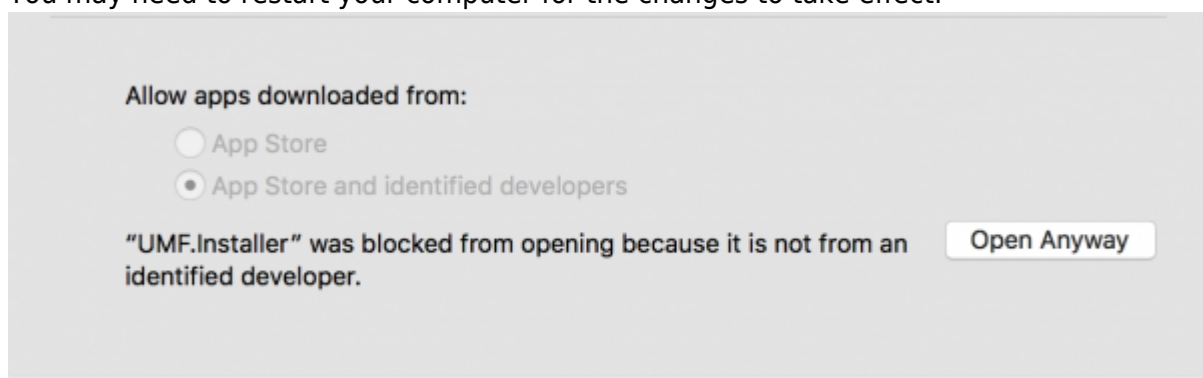 You may need to restart your computer for the changes to take effect.
Allow apps downloaded from:
App Store
App Store and identified developers
“UMF.Installer” was blocked from opening because it is not from an
identified developer.
Open Anyway